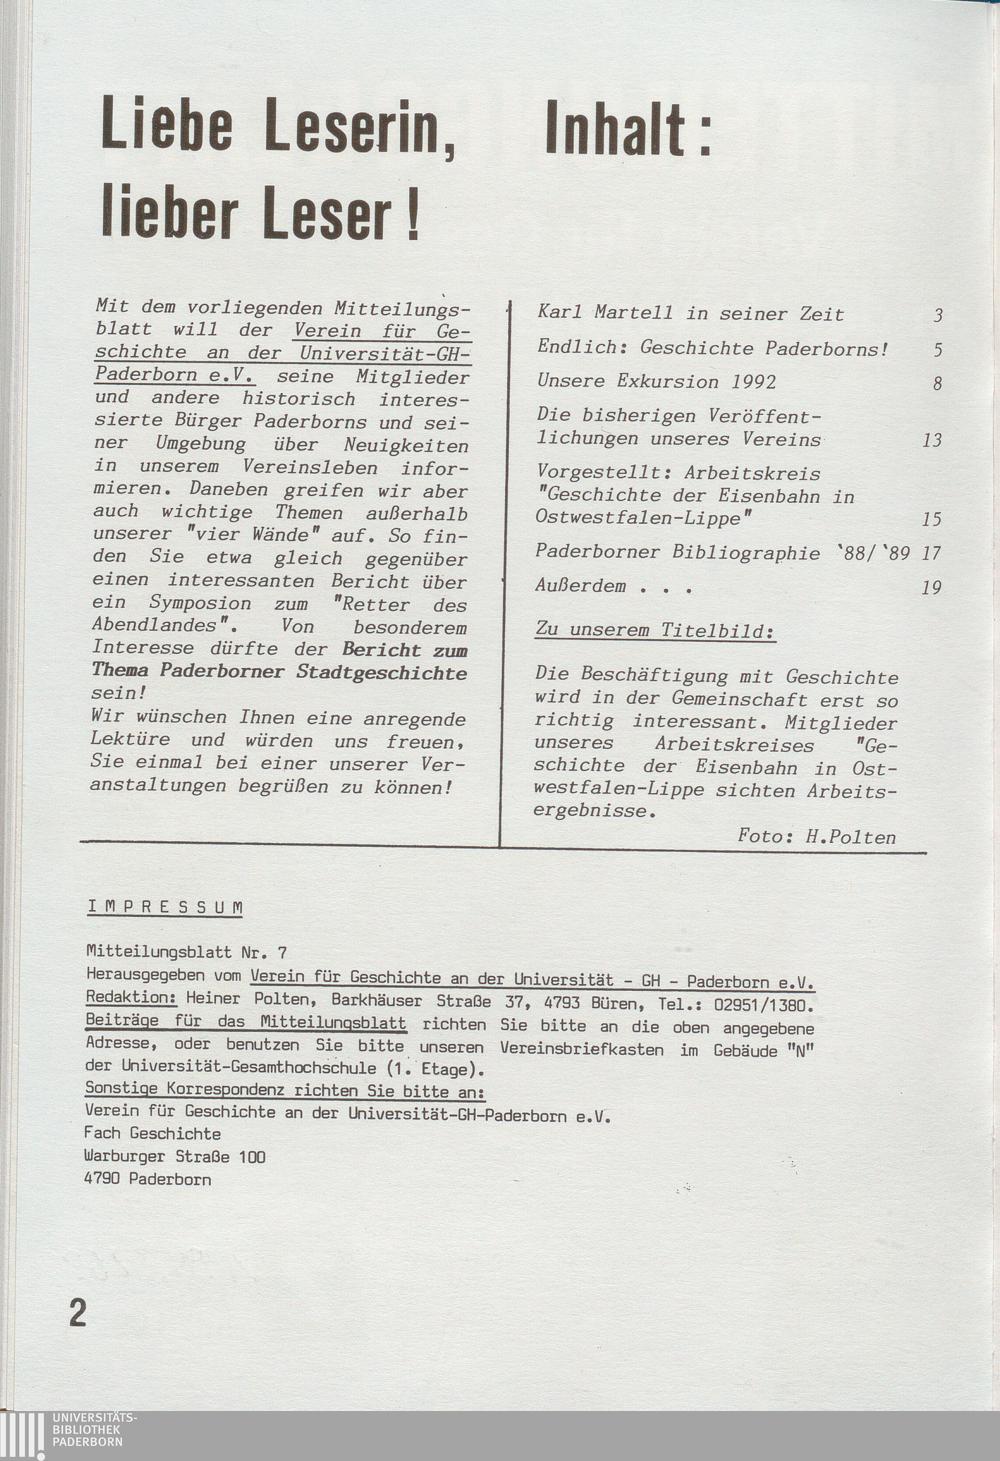 Liebe Leserin,
lieber Leser!
Mit dem vorliegenden Mitteilungs-
blatt will der Verein für Ge-
schichte an der Universität-GH-
Paderborn e.V. seine Mitglieder
und andere historisch interes-
sierte Bürger Paderborns und sei-
ner Umgebung über Neuigkeiten
in unserem Vereinsleben infor-
mieren. Daneben greifen wir aber
auch wichtige Themen außerhalb
unserer "vier Wände" auf. So fin-
den Sie etwa gleich gegenüber
einen interessanten Bericht über
ein Symposion zum "Retter des
Abendlandes". Von besonderem
Interesse dürfte der Bericht zum
Thema Paderborner Stadtgeschichte
sein!
Wir wünschen Ihnen eine anregende
Lektüre und würden uns freuen,
Sie einmal bei einer unserer Ver-
anstaltungen begrüßen zu können!
Inhalt:
Karl Martell in seiner Zeit 3
Endlich: Geschichte Paderborns! 5
Unsere Exkursion 1992 8
Die bisherigen Veröffent-
lichungen unseres Vereins 13
Vorgestellt: Arbeitskreis
"Geschichte der Eisenbahn in
Ostwestfalen-Lippe" 15
Paderborner Bibliographie '88/'89 17
Außerdem . . . 19
Zu unserem Titelbild:
Die Beschäftigung mit Geschichte
wird in der Gemeinschaft erst so
richtig interessant. Mitglieder
unseres Arbeitskreises "Ge-
schichte der Eisenbahn in Ost-
westfalen-Lippe sichten Arbeits-
ergebnisse.
Foto: H.Polten
IMPRESSUM
Mitteilungsblatt Nr. 7
Herausgegeben vom Verein für Geschichte an der Universität - GH - Paderborn e.V.
Redaktion: Heiner Polten, Barkhäuser Straße 37, 4793 Büren, Tel.: 02951/1380.
Beiträge für das Mitteilungsblatt richten Sie bitte an die oben angegebene
Adresse, oder benutzen Sie bitte unseren Vereinsbriefkasten im Gebäude "N"
der Universität-Gesamthochschule (1. Etage).
Sonstige Korrespondenz richten Sie bitte an:
Verein für Geschichte an der Universität-GH-Paderborn e.V.
Fach Geschichte
Warburger Straße 100
4790 Paderborn
2
UNIVERSITÄTS-
BIBLIOTHEK
PADERBORN